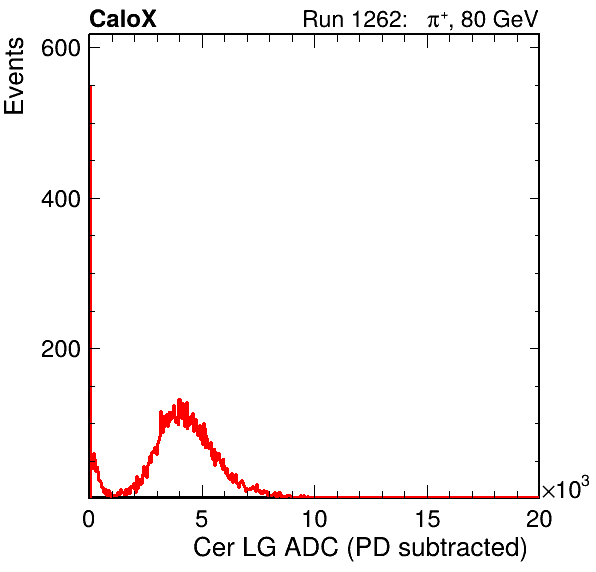 CaloX Run 1262: π⁺, 80 GeV
Events
600
400
200
0 5 10 15 20
×10³
Cer LG ADC (PD subtracted)